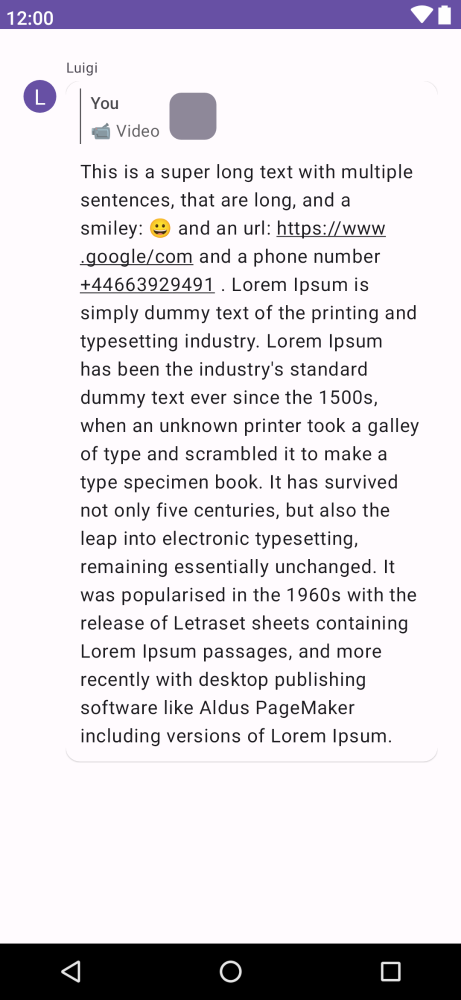 12:00
Luigi
L
You
📹 Video
This is a super long text with multiple
sentences, that are long, and a
smiley: 😀 and an url: https://www
.google/com and a phone number
+44663929491 . Lorem Ipsum is
simply dummy text of the printing and
typesetting industry. Lorem Ipsum
has been the industry's standard
dummy text ever since the 1500s,
when an unknown printer took a galley
of type and scrambled it to make a
type specimen book. It has survived
not only five centuries, but also the
leap into electronic typesetting,
remaining essentially unchanged. It
was popularised in the 1960s with the
release of Letraset sheets containing
Lorem Ipsum passages, and more
recently with desktop publishing
software like Aldus PageMaker
including versions of Lorem Ipsum.